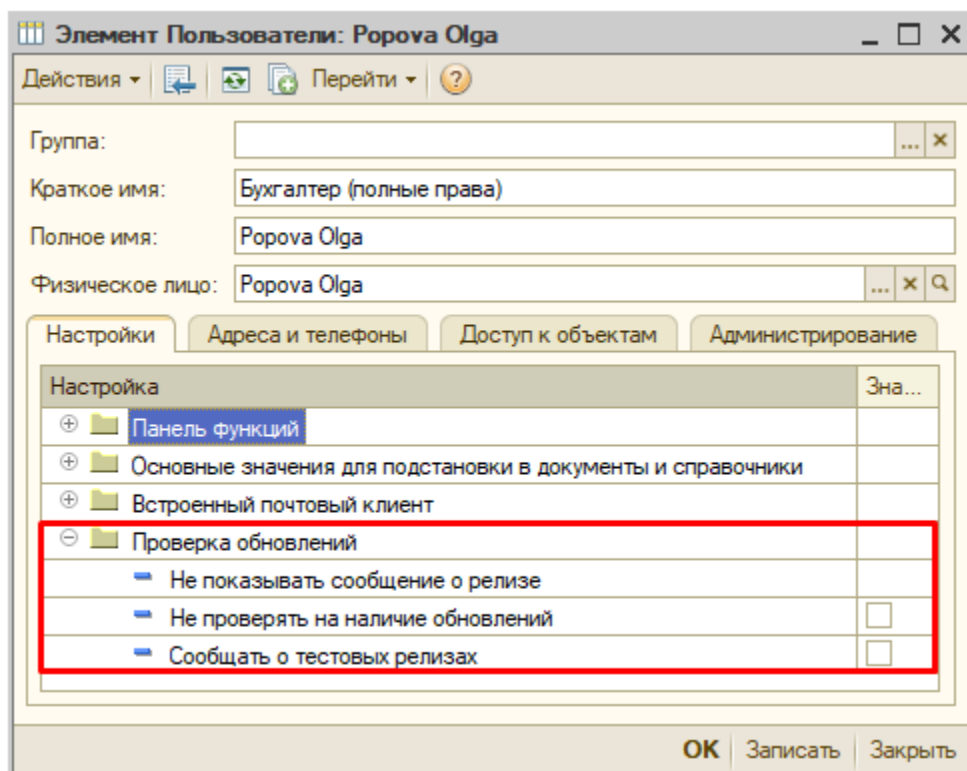 Элемент Пользователи: Popova Olga
Действия Перейти ?
Группа: ...
Краткое имя: Бухгалтер (полные права)
Полное имя: Popova Olga
Физическое лицо: Popova Olga ...
Настройки Адреса и телефоны Доступ к объектам Администрирование
Настройка Зна...
Панель функций
Основные значения для подстановки в документы и справочники
Встроенный почтовый клиент
Проверка обновлений
Не показывать сообщение о релизе
Не проверять на наличие обновлений
Сообщать о тестовых релизах
OK Записать Закрыть